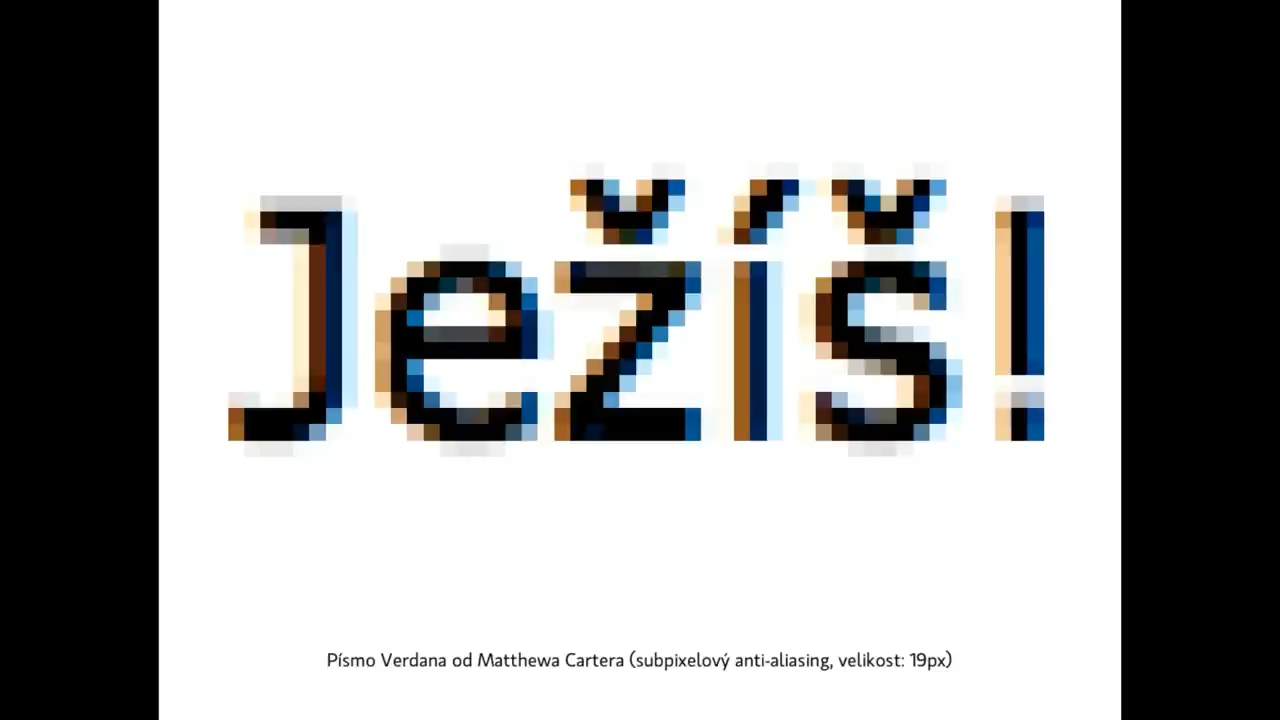 Ježíš!
Písmo Verdana od Matthewa Cartera (subpixelový anti-aliasing, velikost: 19px)